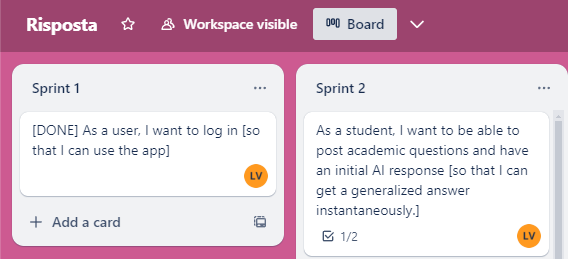 Risposta
Workspace visible
Board
Sprint 1
[DONE] As a user, I want to log in [so
that I can use the app]
LV
Add a card
Sprint 2
As a student, I want to be able to
post academic questions and have
an initial AI response [so that I can
get a generalized answer
instantaneously.]
1/2
LV